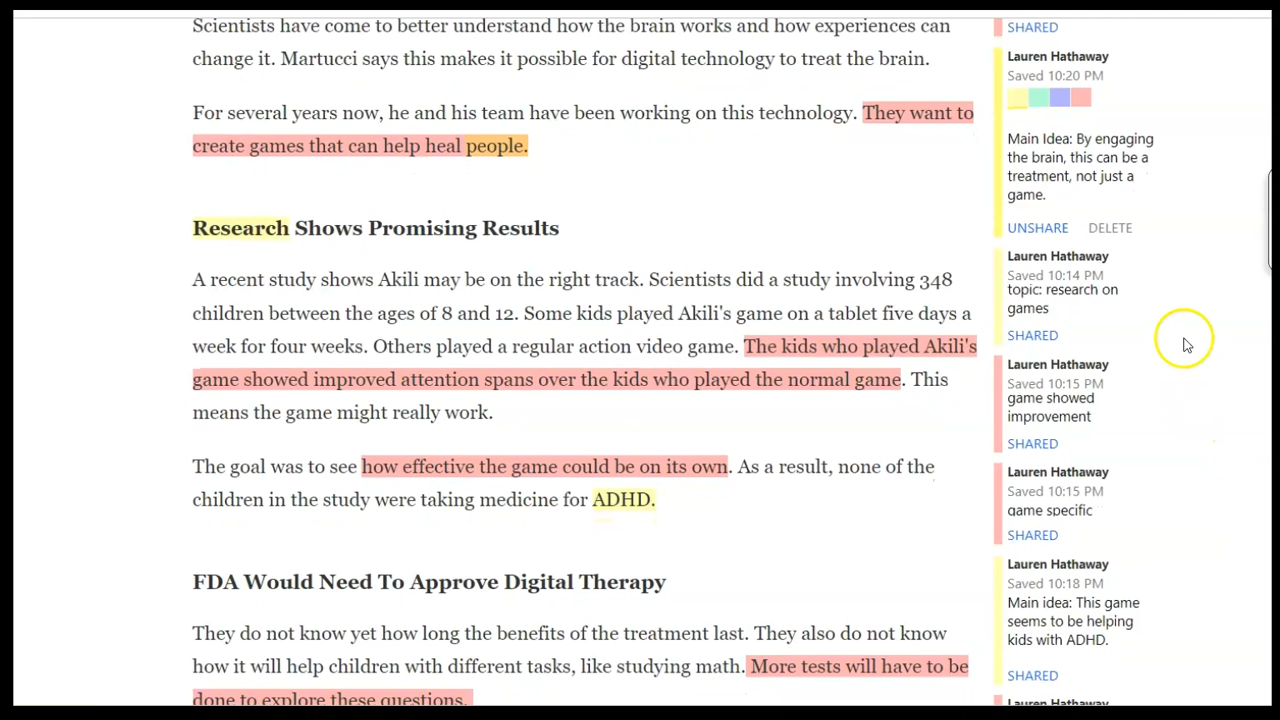 Scientists have come to better understand how the brain works and how experiences can
change it. Martucci says this makes it possible for digital technology to treat the brain.
For several years now, he and his team have been working on this technology. They want to
create games that can help heal people.
Research Shows Promising Results
A recent study shows Akili may be on the right track. Scientists did a study involving 348
children between the ages of 8 and 12. Some kids played Akili's game on a tablet five days a
week for four weeks. Others played a regular action video game. The kids who played Akili's
game showed improved attention spans over the kids who played the normal game. This
means the game might really work.
The goal was to see how effective the game could be on its own. As a result, none of the
children in the study were taking medicine for ADHD.
FDA Would Need To Approve Digital Therapy
They do not know yet how long the benefits of the treatment last. They also do not know
how it will help children with different tasks, like studying math. More tests will have to be
done to explore these questions.
SHARED
Lauren Hathaway
Saved 10:20 PM
Main Idea: By engaging
the brain, this can be a
treatment, not just a
game.
UNSHARE DELETE
Lauren Hathaway
Saved 10:14 PM
topic: research on
games
SHARED
Lauren Hathaway
Saved 10:15 PM
game showed
improvement
SHARED
Lauren Hathaway
Saved 10:15 PM
game specific
SHARED
Lauren Hathaway
Saved 10:18 PM
Main idea: This game
seems to be helping
kids with ADHD.
SHARED
Lauren Hathaway